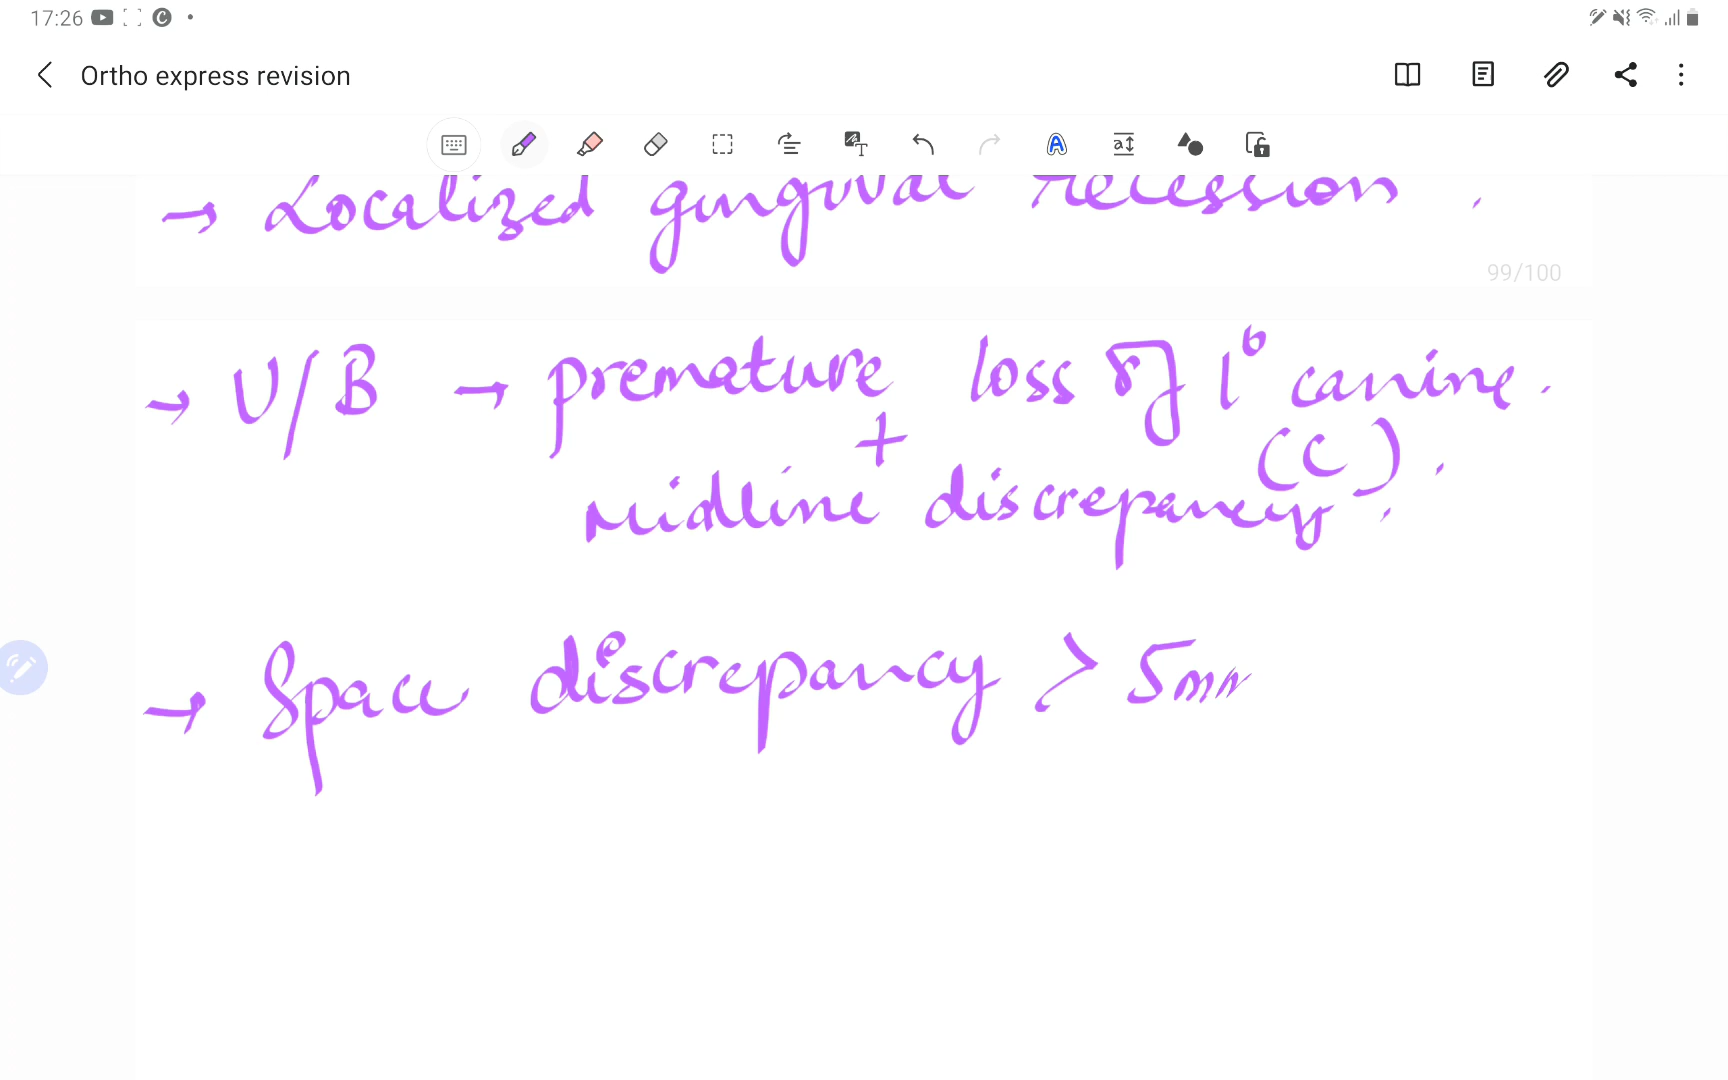 17:26
Ortho express revision
→ Localized gingival recession .
99/100
→ U/B → premature loss of 1° canine .
+ (C) .
midline discrepancy .
→ Space discrepancy > 5mm